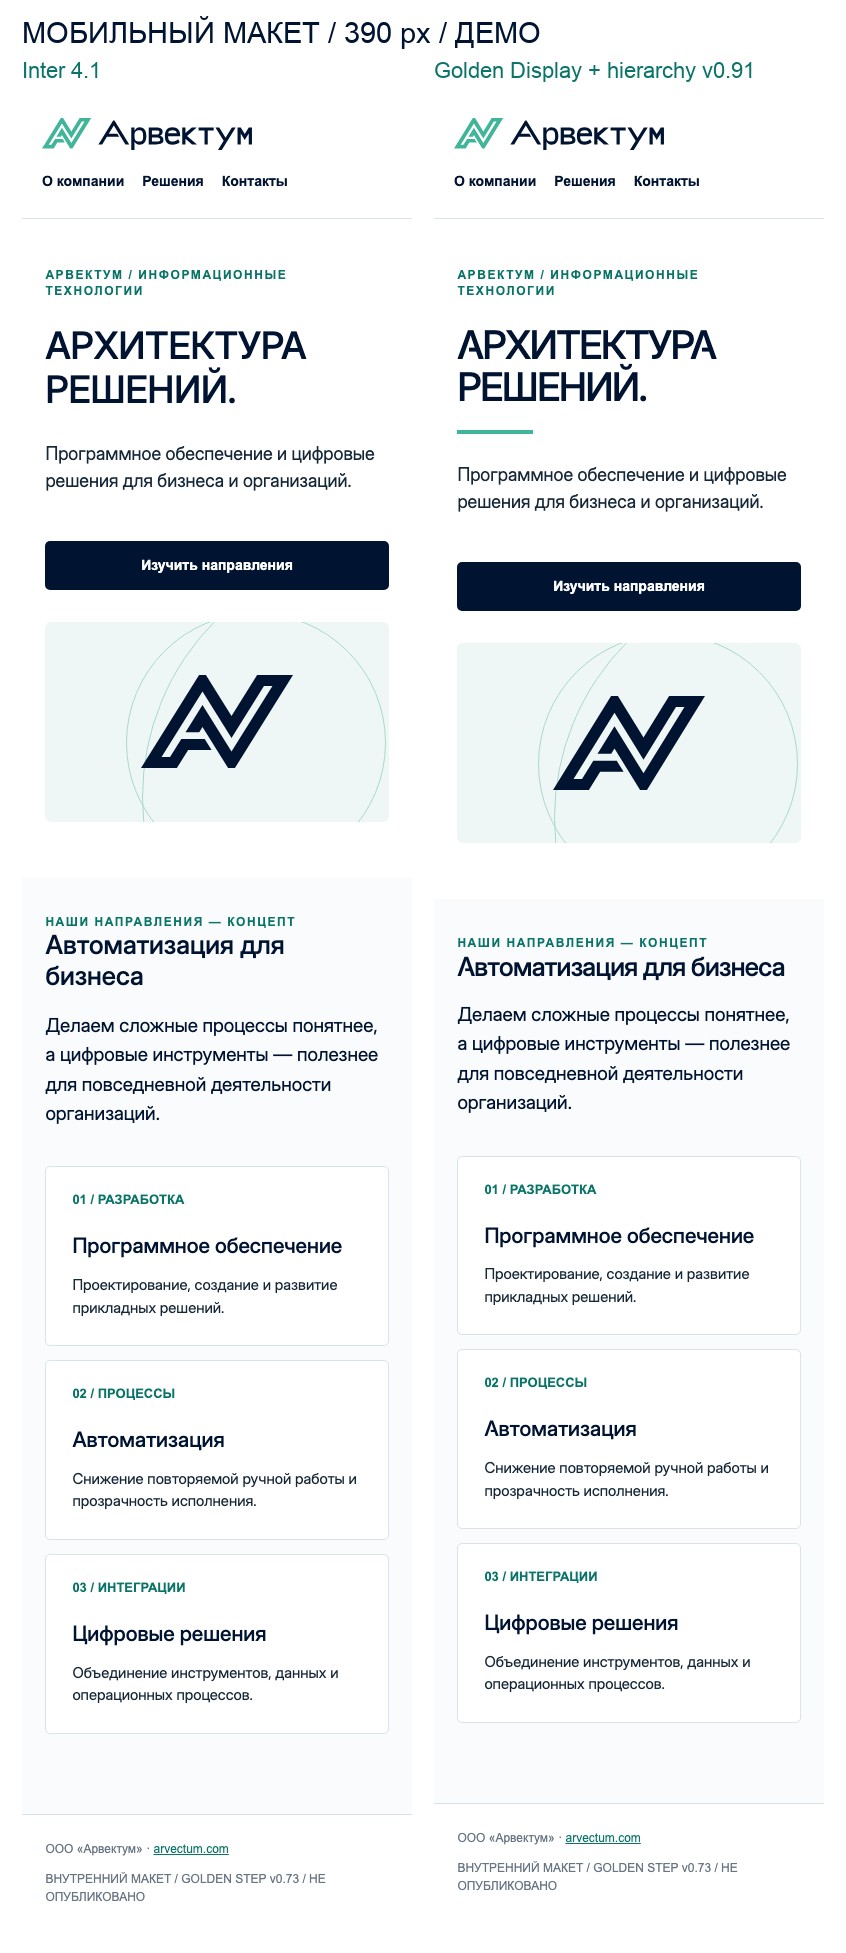 МОБИЛЬНЫЙ МАКЕТ / 390 px / ДЕМО
Inter 4.1
Арвектум
О компании Решения Контакты
АРВЕКТУМ / ИНФОРМАЦИОННЫЕ
ТЕХНОЛОГИИ
АРХИТЕКТУРА
РЕШЕНИЙ.
Программное обеспечение и цифровые
решения для бизнеса и организаций.
Изучить направления
НАШИ НАПРАВЛЕНИЯ — КОНЦЕПТ
Автоматизация для
бизнеса
Делаем сложные процессы понятнее,
а цифровые инструменты — полезнее
для повседневной деятельности
организаций.
01 / РАЗРАБОТКА
Программное обеспечение
Проектирование, создание и развитие
прикладных решений.
02 / ПРОЦЕССЫ
Автоматизация
Снижение повторяемой ручной работы и
прозрачность исполнения.
03 / ИНТЕГРАЦИИ
Цифровые решения
Объединение инструментов, данных и
операционных процессов.
ООО «Арвектум» · arvectum.com
ВНУТРЕННИЙ МАКЕТ / GOLDEN STEP v0.73 / НЕ
ОПУБЛИКОВАНО
Golden Display + hierarchy v0.91
Арвектум
О компании Решения Контакты
АРВЕКТУМ / ИНФОРМАЦИОННЫЕ
ТЕХНОЛОГИИ
АРХИТЕКТУРА
РЕШЕНИЙ.
Программное обеспечение и цифровые
решения для бизнеса и организаций.
Изучить направления
НАШИ НАПРАВЛЕНИЯ — КОНЦЕПТ
Автоматизация для бизнеса
Делаем сложные процессы понятнее,
а цифровые инструменты — полезнее
для повседневной деятельности
организаций.
01 / РАЗРАБОТКА
Программное обеспечение
Проектирование, создание и развитие
прикладных решений.
02 / ПРОЦЕССЫ
Автоматизация
Снижение повторяемой ручной работы и
прозрачность исполнения.
03 / ИНТЕГРАЦИИ
Цифровые решения
Объединение инструментов, данных и
операционных процессов.
ООО «Арвектум» · arvectum.com
ВНУТРЕННИЙ МАКЕТ / GOLDEN STEP v0.73 / НЕ
ОПУБЛИКОВАНО